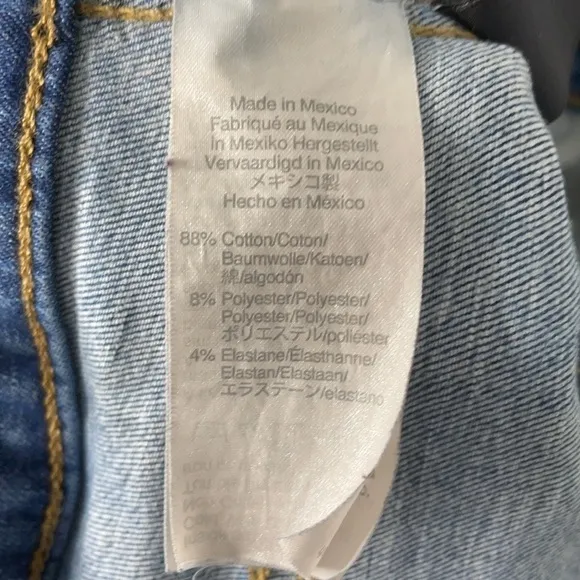 Made in Mexico
Fabriqué au Mexique
In Mexiko Hergestellt
Vervaardigd in Mexico
メキシコ製
Hecho en México
88% Cotton/Coton/
Baumwolle/Katoen/
綿/algodón
8% Polyester/Polyester/
Polyester/Polyester/
ポリエステル/poliéster
4% Elastane/Élasthanne/
Elastan/Elastaan/
エラステーン/elastano